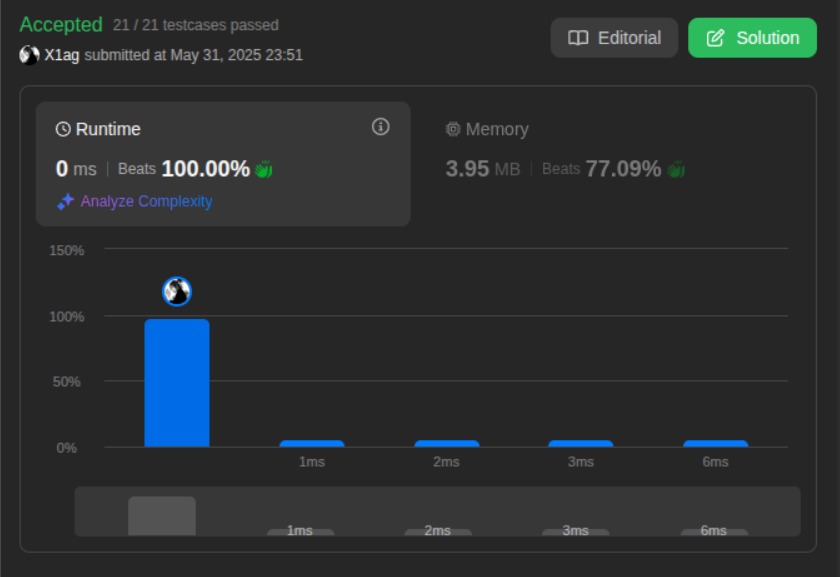 Accepted 21 / 21 testcases passed
Editorial
Solution
X1ag submitted at May 31, 2025 23:51
Runtime
0 ms | Beats 100.00%
Analyze Complexity
Memory
3.95 MB | Beats 77.09%
150%
100%
50%
0%
1ms 2ms 3ms 6ms
1ms 2ms 3ms 6ms